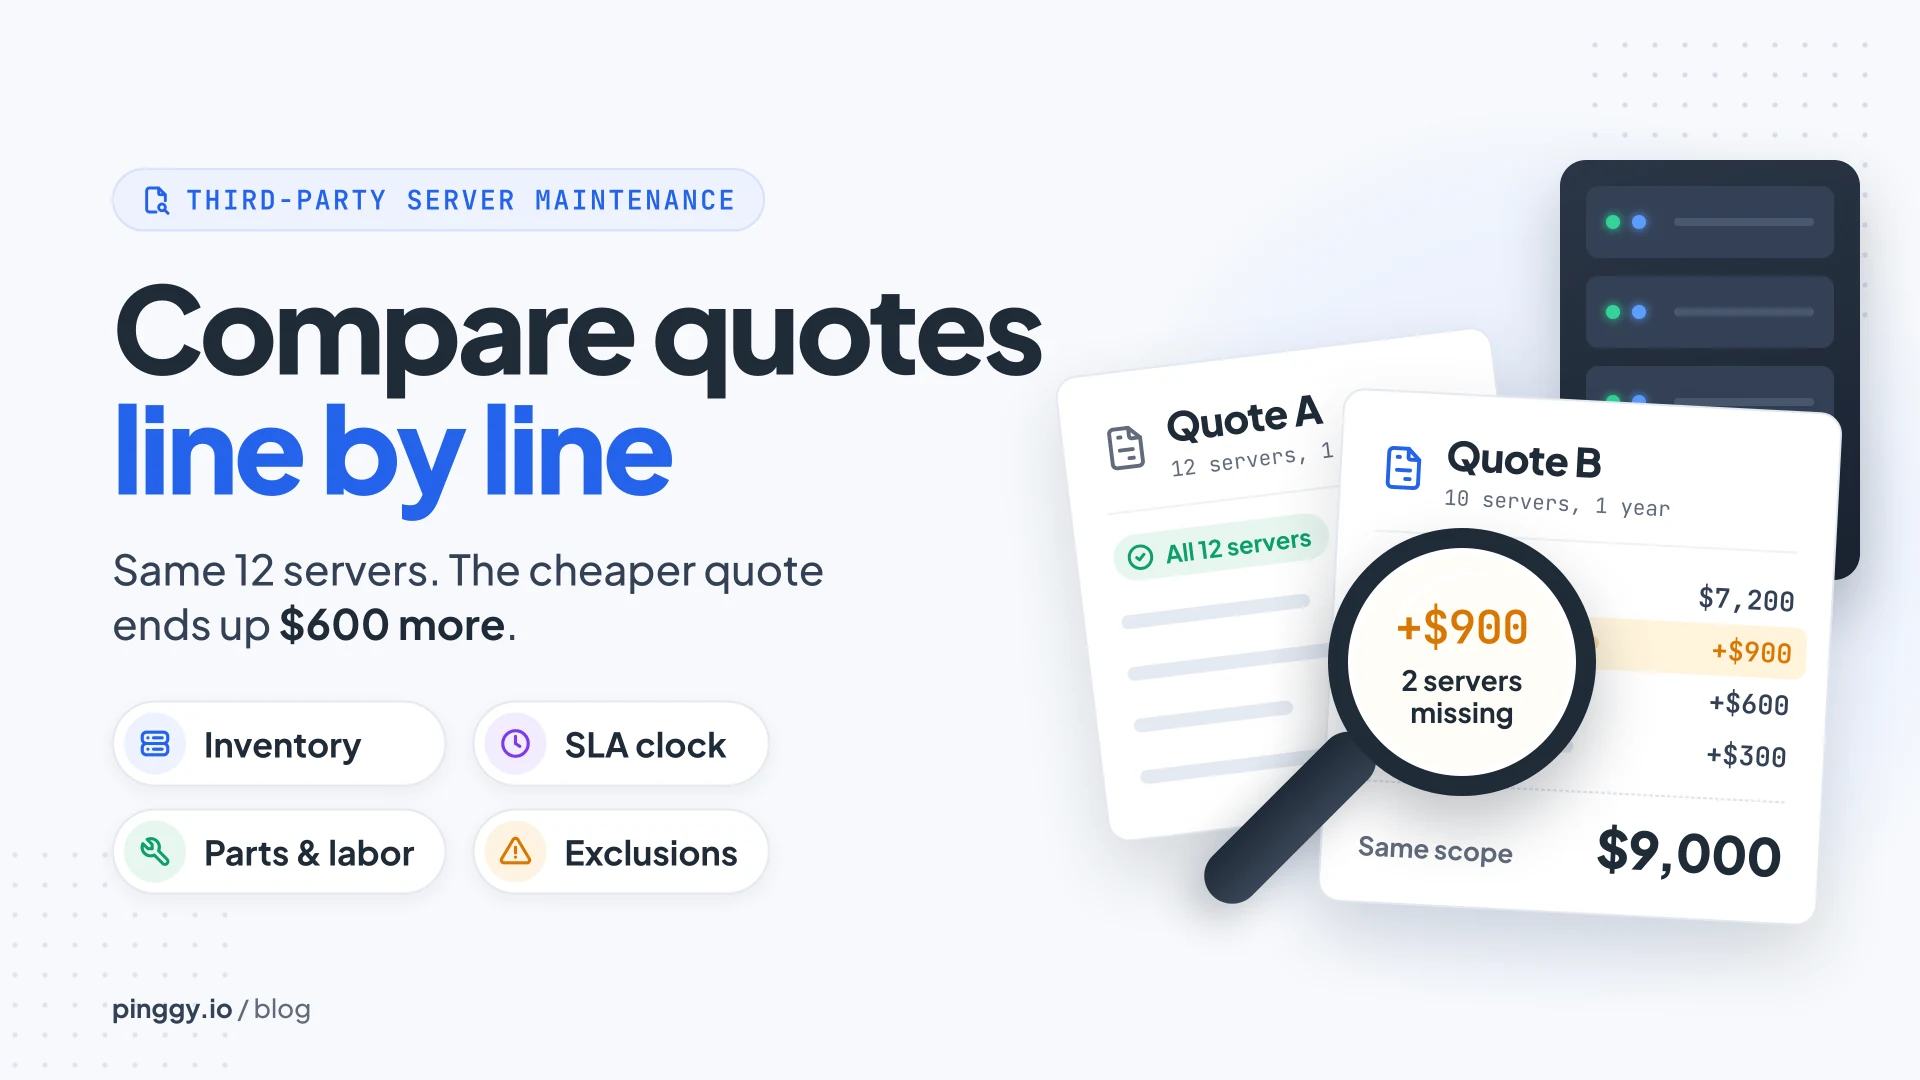 THIRD-PARTY SERVER MAINTENANCE
Compare quotes
line by line
Same 12 servers. The cheaper quote
ends up $600 more.
Inventory
SLA clock
Parts & labor
Exclusions
pinggy.io / blog
Quote A
12 servers, 1
All 12 servers
Quote B
10 servers, 1 year
$7,200
+$900
+$600
+$300
+$900
2 servers
missing
Same scope
$9,000